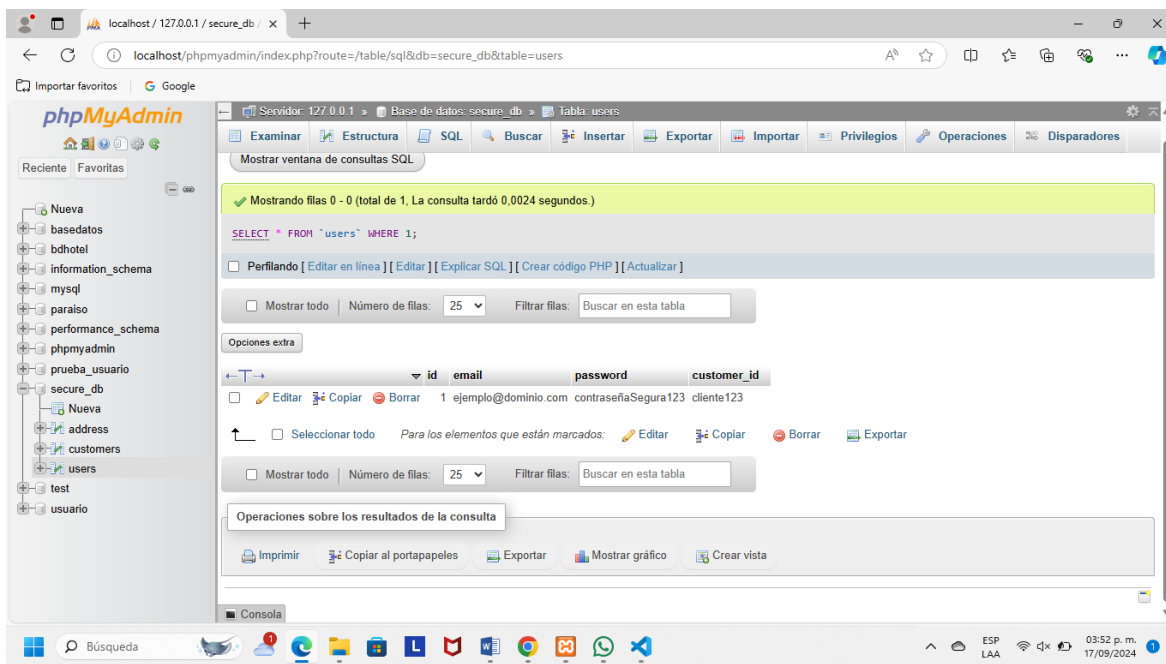 localhost / 127.0.0.1 / secure_db /
localhost/phpmyadmin/index.php?route=/table/sql&db=secure_db&table=users
Importar favoritos
Google
phpMyAdmin
Reciente Favoritas
Nueva
basedatos
bdhotel
information_schema
mysql
paraiso
performance_schema
phpmyadmin
prueba_usuario
secure_db
Nueva
address
customers
users
test
usuario
Servidor: 127.0.0.1 » Base de datos: secure_db » Tabla: users
Examinar Estructura SQL Buscar Insertar Exportar Importar Privilegios Operaciones Disparadores
Mostrar ventana de consultas SQL
Mostrando filas 0 - 0 (total de 1, La consulta tardó 0,0024 segundos.)
SELECT * FROM `users` WHERE 1;
Perfilando [ Editar en línea ] [ Editar ] [ Explicar SQL ] [ Crear código PHP ] [ Actualizar ]
Mostrar todo | Número de filas: 25 Filtrar filas: Buscar en esta tabla
Opciones extra
id email password customer_id
Editar Copiar Borrar 1 ejemplo@dominio.com contraseñaSegura123 cliente123
Seleccionar todo Para los elementos que están marcados: Editar Copiar Borrar Exportar
Mostrar todo | Número de filas: 25 Filtrar filas: Buscar en esta tabla
Operaciones sobre los resultados de la consulta
Imprimir Copiar al portapapeles Exportar Mostrar gráfico Crear vista
Consola
Búsqueda
1
L
W
ESP
LAA
03:52 p. m.
17/09/2024
1